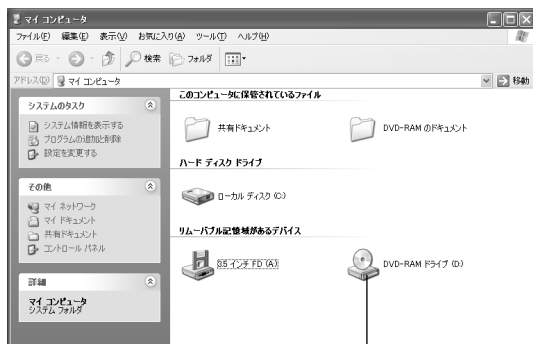 マイ コンピュータ
ファイル(F) 編集(E) 表示(V) お気に入り(A) ツール(T) ヘルプ(H)
戻る 検索 フォルダ
アドレス(D) マイ コンピュータ 移動
システムのタスク
システム情報を表示する
プログラムの追加と削除
設定を変更する
その他
マイ ネットワーク
マイ ドキュメント
共有ドキュメント
コントロール パネル
詳細
マイ コンピュータ
システム フォルダ
このコンピュータに保管されているファイル
共有ドキュメント DVD-RAM のドキュメント
ハード ディスク ドライブ
ローカル ディスク (C:)
リムーバブル記憶域があるデバイス
3.5 インチ FD (A:) DVD-RAM ドライブ (D:)